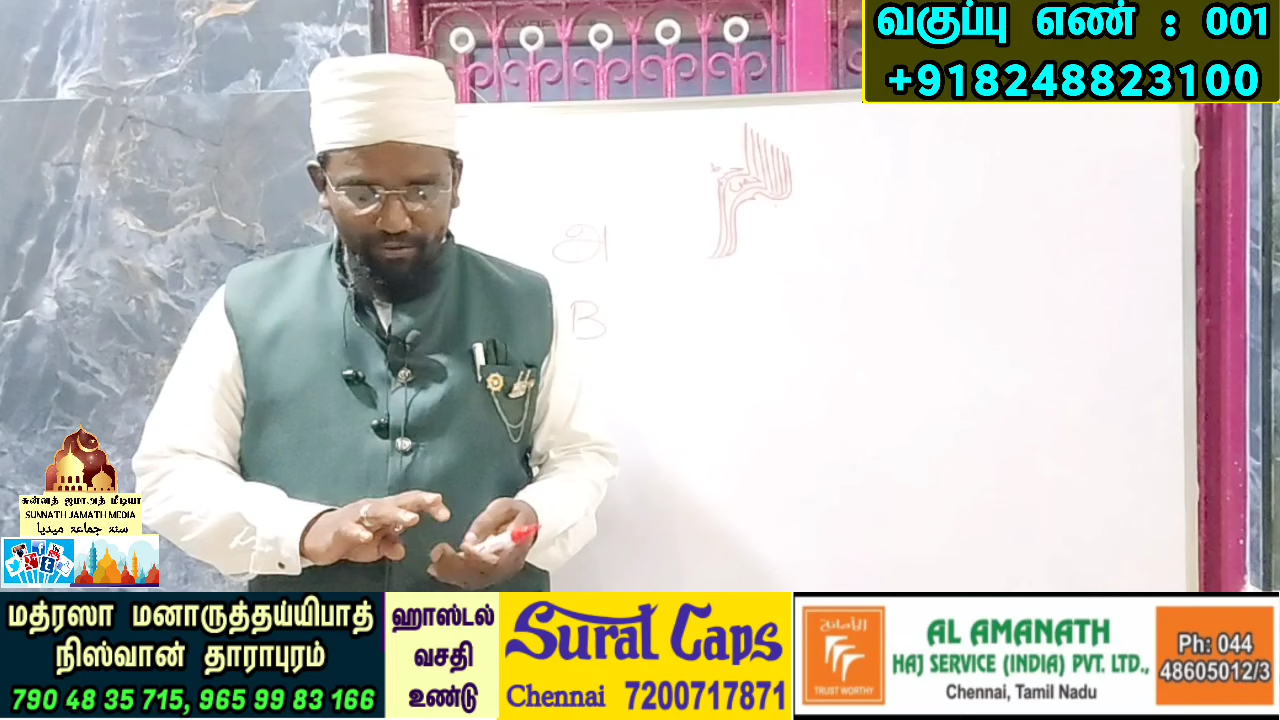 வகுப்பு எண் : 001
+918248823100
அ
B
சுன்னத் ஜமாஅத் மீடியா
SUNNATH JAMATH MEDIA
سنة جماعة ميديا
மத்ரஸா மனாருத்தய்யிபாத்
நிஸ்வான் தாராபுரம்
790 48 35 715, 965 99 83 166
ஹாஸ்டல்
வசதி
உண்டு
Surat Caps
Chennai 7200717871
TRUST WORTHY
AL AMANATH
HAJ SERVICE (INDIA) PVT. LTD.,
Chennai, Tamil Nadu
Ph: 044
48605012/3